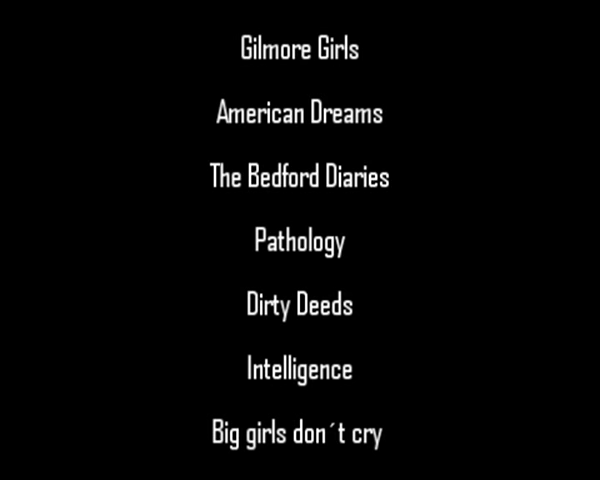 Gilmore Girls
American Dreams
The Bedford Diaries
Pathology
Dirty Deeds
Intelligence
Big girls don´t cry